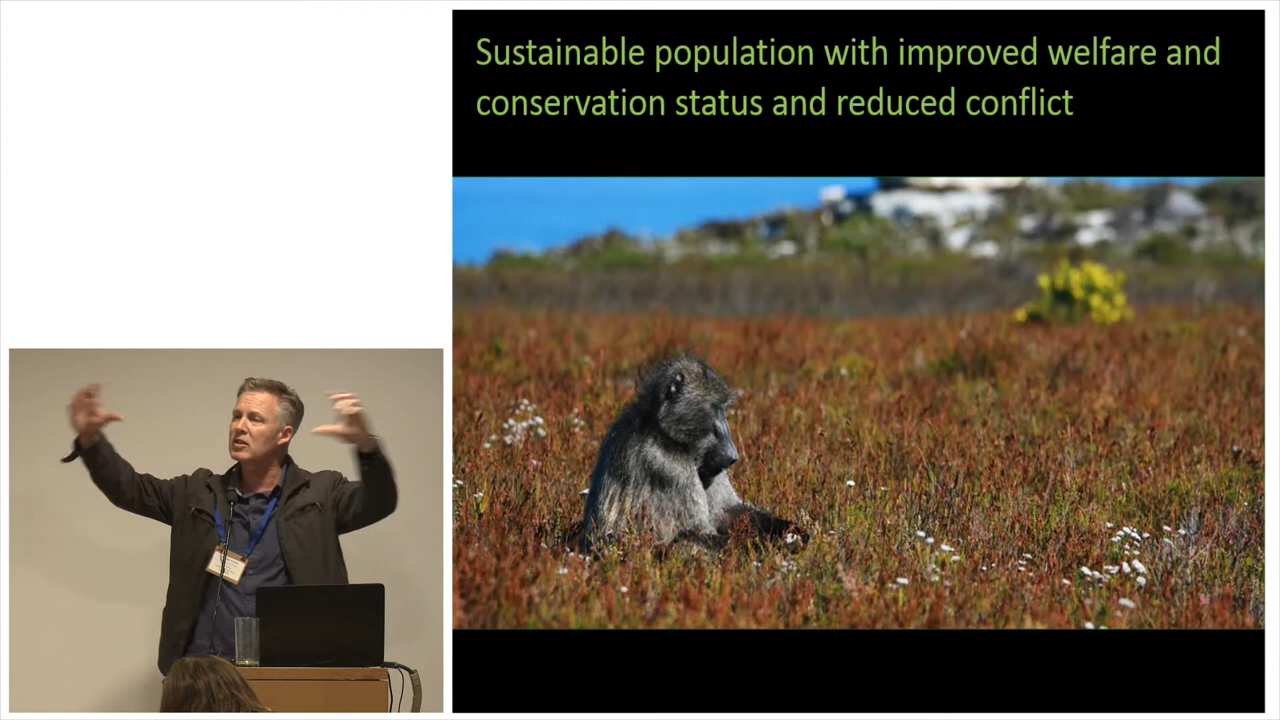 Sustainable population with improved welfare and
conservation status and reduced conflict